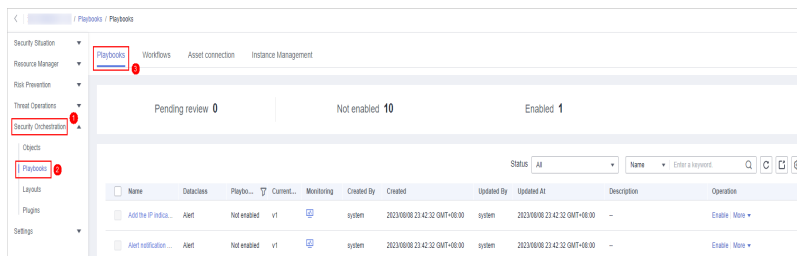 / Playbooks / Playbooks
Security Situation
Resource Manager
Risk Prevention
Threat Operations
1
Security Orchestration
Objects
Playbooks 2
Layouts
Plugins
Settings
Playbooks Workflows Asset connection Instance Management
3
Pending review 0 Not enabled 10 Enabled 1
Status All Name Enter a keyword.
Name Dataclass Playbo... Current... Monitoring Created By Created Updated By Updated At Description Operation
Add the IP indica... Alert Not enabled v1 system 2023/08/08 23:42:32 GMT+08:00 system 2023/08/08 23:42:32 GMT+08:00 – Enable More
Alert notification ... Alert Not enabled v1 system 2023/08/08 23:42:32 GMT+08:00 system 2023/08/08 23:42:32 GMT+08:00 – Enable More